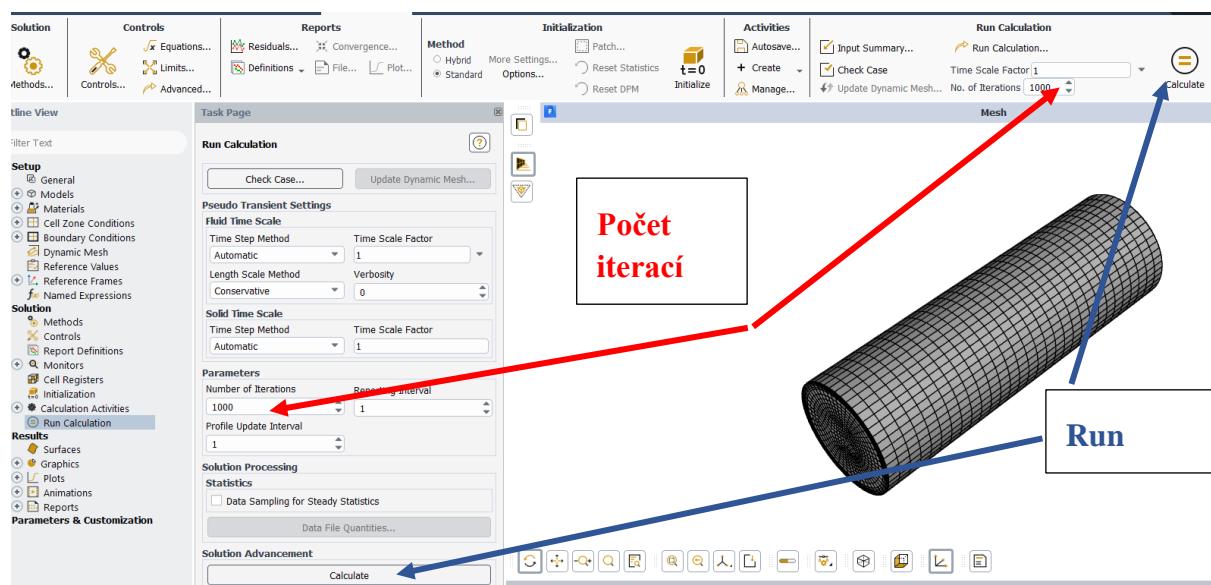 Solution Controls Reports Initialization Activities Run Calculation
Methods... Controls...
Equations...
Limits...
Advanced...
Residuals... Convergence...
Definitions File... Plot...
Method
Hybrid More Settings...
Standard Options...
Patch...
Reset Statistics
Reset DPM
t=0
Initialize
Autosave...
Create
Manage...
Input Summary... Run Calculation...
Check Case Time Scale Factor 1
Update Dynamic Mesh... No. of Iterations 1000
Calculate
tline View
Filter Text
Setup
General
Models
Materials
Cell Zone Conditions
Boundary Conditions
Dynamic Mesh
Reference Values
Reference Frames
Named Expressions
Solution
Methods
Controls
Report Definitions
Monitors
Cell Registers
Initialization
Calculation Activities
Run Calculation
Results
Surfaces
Graphics
Plots
Animations
Reports
Parameters & Customization
Task Page
Run Calculation
Check Case... Update Dynamic Mesh...
Pseudo Transient Settings
Fluid Time Scale
Time Step Method Time Scale Factor
Automatic 1
Length Scale Method Verbosity
Conservative 0
Solid Time Scale
Time Step Method Time Scale Factor
Automatic 1
Parameters
Number of Iterations Reporting Interval
1000 1
Profile Update Interval
1
Solution Processing
Statistics
Data Sampling for Steady Statistics
Data File Quantities...
Solution Advancement
Calculate
Mesh
Počet
iterací
Run